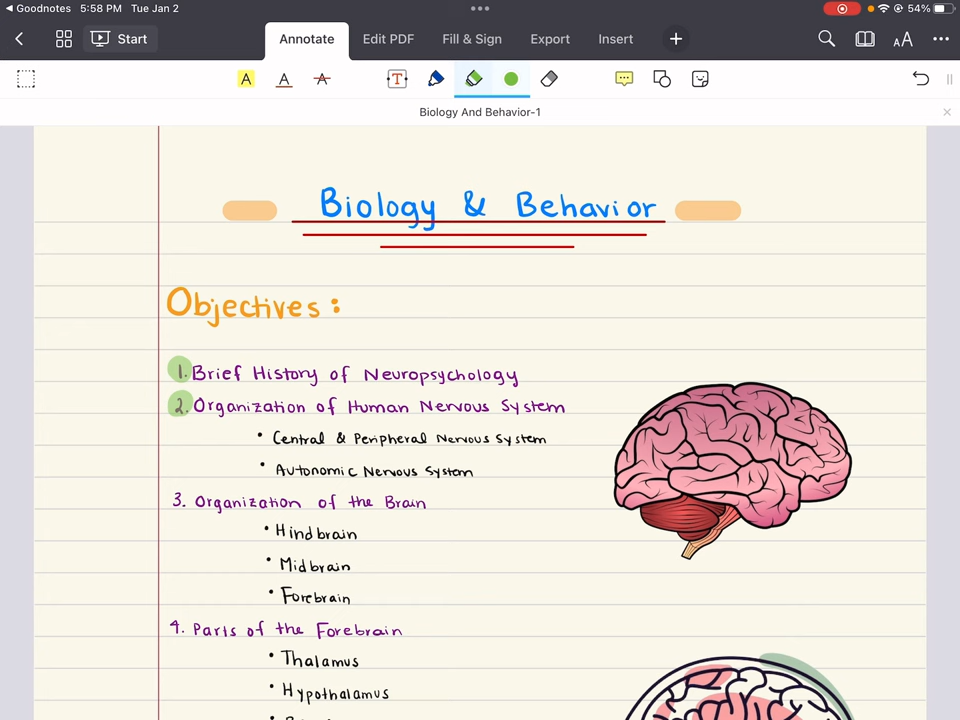 Goodnotes 5:58 PM Tue Jan 2 54%
Start Annotate Edit PDF Fill & Sign Export Insert
A A A T
Biology And Behavior-1
Biology & Behavior
Objectives:
1. Brief History of Neuropsychology
2. Organization of Human Nervous System
• Central & Peripheral Nervous System
• Autonomic Nervous System
3. Organization of the Brain
• Hindbrain
• Midbrain
• Forebrain
4. Parts of the Forebrain
• Thalamus
• Hypothalamus